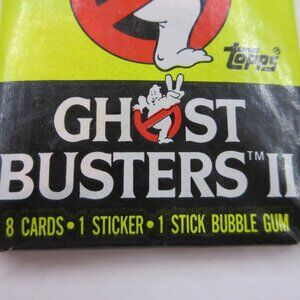 Topps
GHOST
BUSTERS™ II
8 CARDS • 1 STICKER • 1 STICK BUBBLE GUM